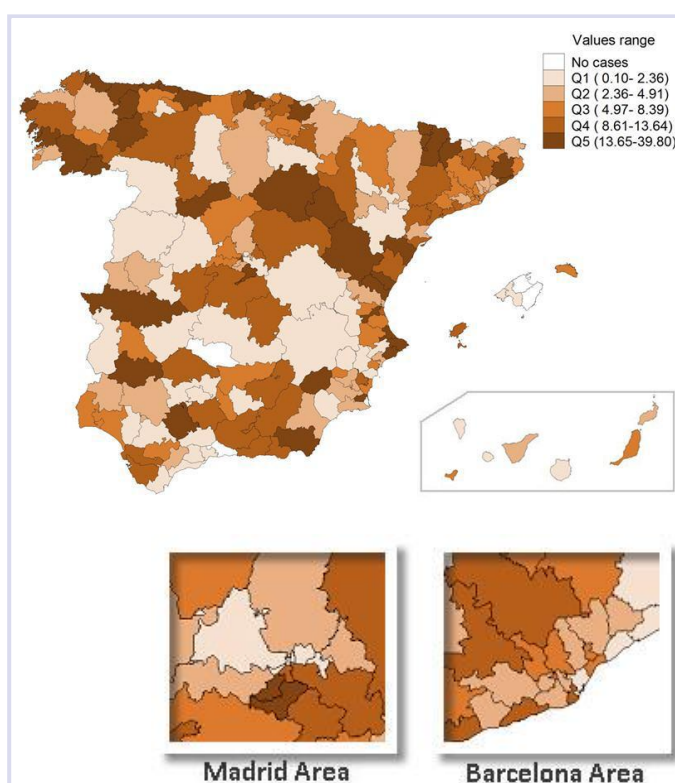 Values range
No cases
Q1 ( 0.10- 2.36)
Q2 ( 2.36- 4.91)
Q3 ( 4.97- 8.39)
Q4 ( 8.61-13.64)
Q5 (13.65-39.80)
Madrid Area
Barcelona Area